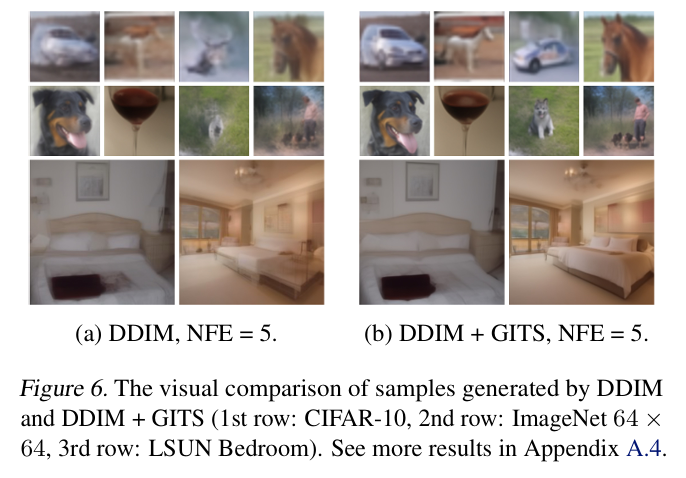 (a) DDIM, NFE = 5.
(b) DDIM + GITS, NFE = 5.
Figure 6. The visual comparison of samples generated by DDIM
and DDIM + GITS (1st row: CIFAR-10, 2nd row: ImageNet 64 ×
64, 3rd row: LSUN Bedroom). See more results in Appendix A.4.